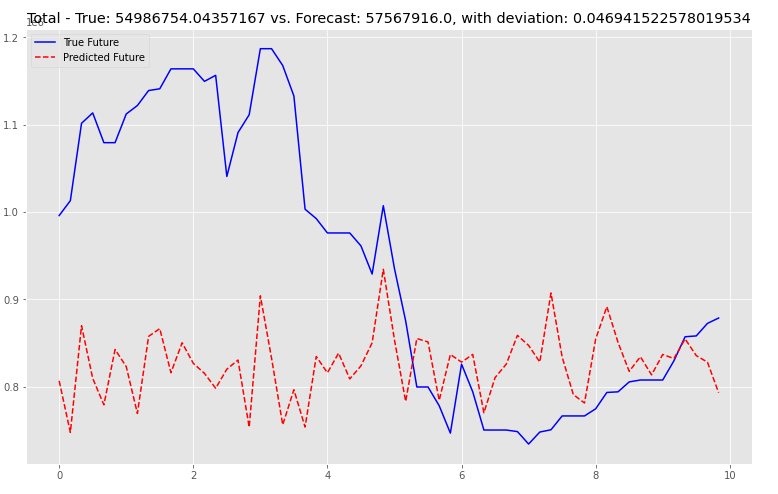 Total - True: 54986754.04357167 vs. Forecast: 57567916.0, with deviation: 0.046941522578019534
True Future
Predicted Future
1.2
1.1
1.0
0.9
0.8
0 2 4 6 8 10